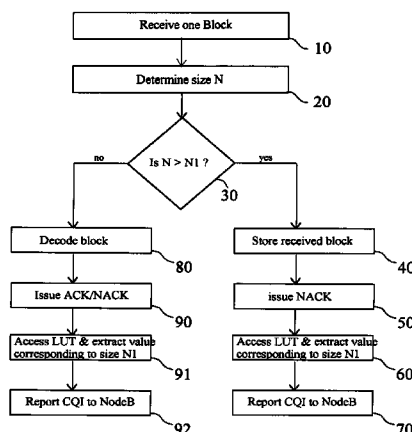 Receive one Block
10
Determine size N
20
Is N > N1 ?
30
no
yes
Decode block
80
Store received block
40
Issue ACK/NACK
90
issue NACK
50
Access LUT & extract value
corresponding to size N1
91
Access LUT & extract value
corresponding to size N1
60
Report CQI to NodeB
92
Report CQI to NodeB
70